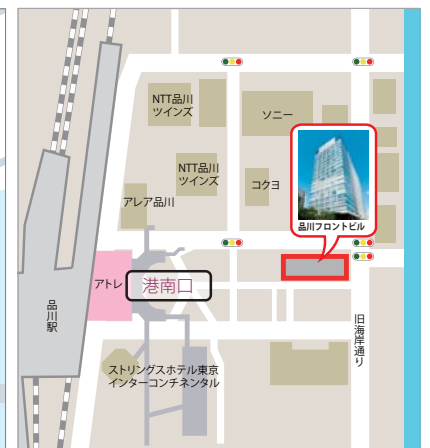 NTT品川
ツインズ
ソニー
NTT品川
ツインズ
コクヨ
アレア品川
品川フロントビル
アトレ
港南口
品川駅
旧海岸通り
ストリングスホテル東京
インターコンチネンタル